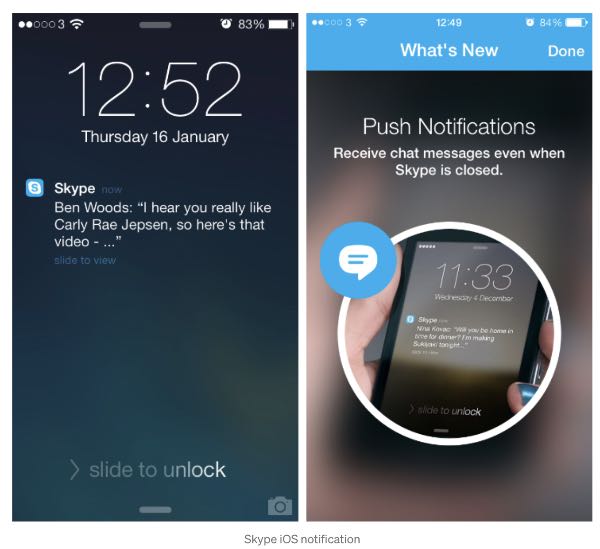 3 83%
12:52
Thursday 16 January
Skype now
Ben Woods: “I hear you really like
Carly Rae Jepsen, so here's that
video - ...”
slide to view
> slide to unlock
3 12:49 84%
What's New Done
Push Notifications
Receive chat messages even when
Skype is closed.
11:33
Wednesday 4 December
Skype now
Nina Kovac: “Will you be home in
time for dinner? I'm making
Sukiyaki tonight...”
slide to view
> slide to unlock
Skype iOS notification